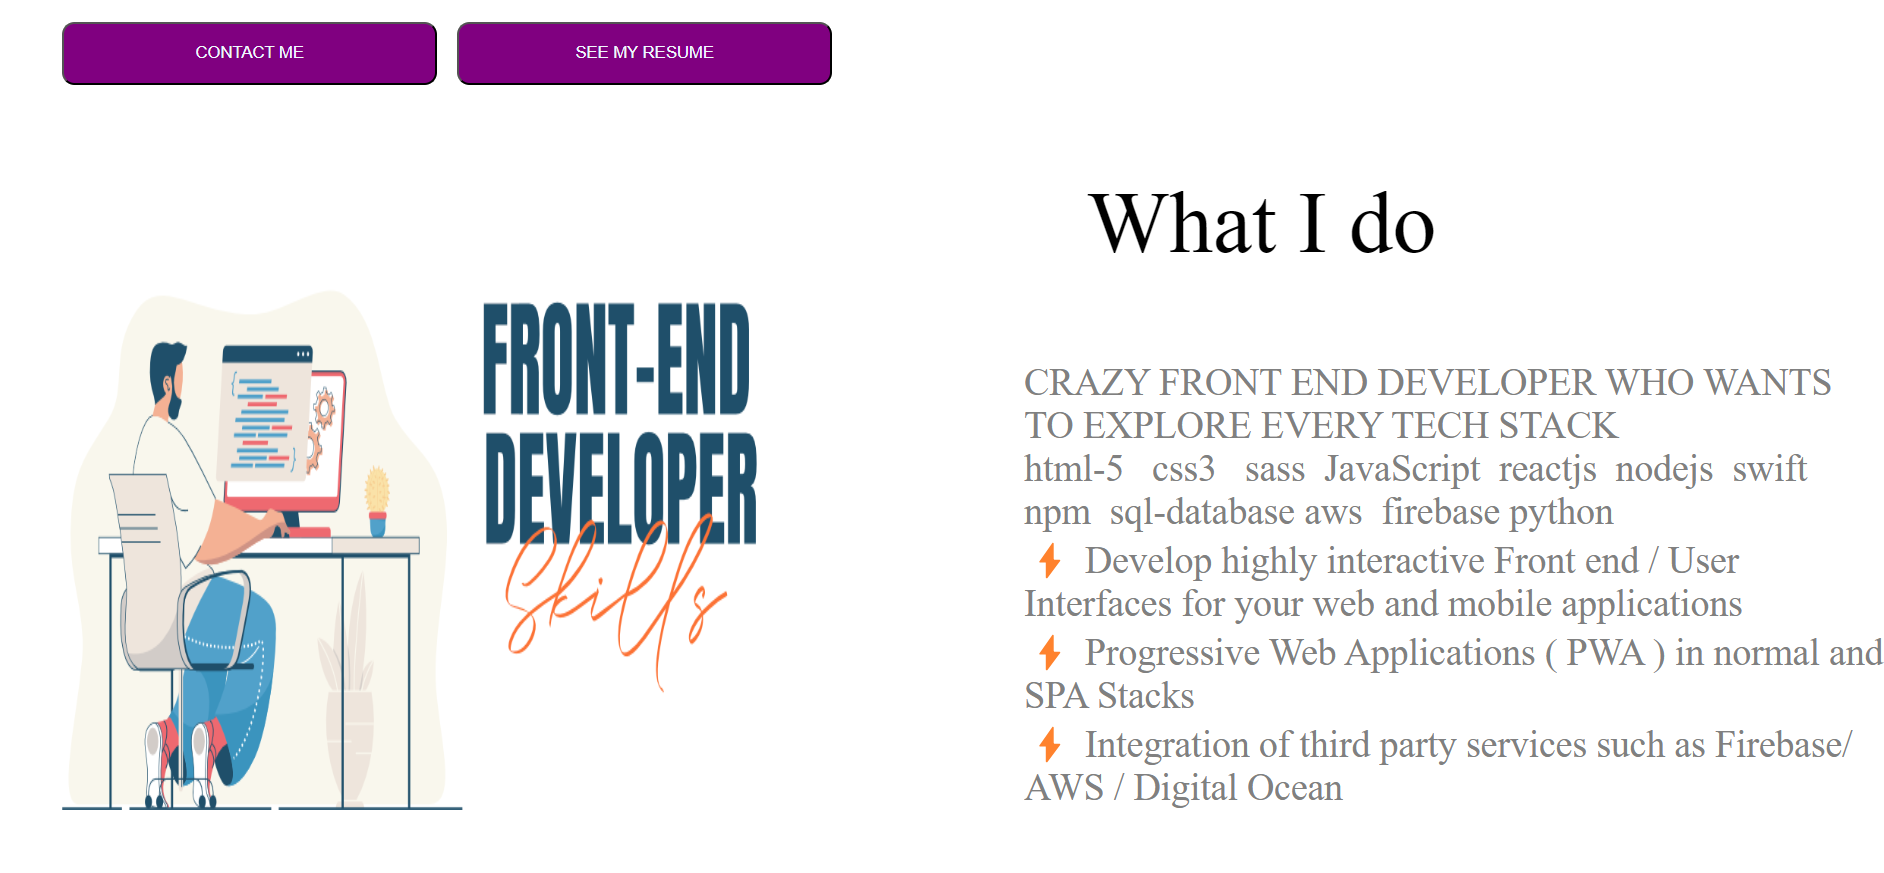 CONTACT ME
SEE MY RESUME
What I do
FRONT-END
DEVELOPER
Skills
CRAZY FRONT END DEVELOPER WHO WANTS
TO EXPLORE EVERY TECH STACK
html-5 css3 sass JavaScript reactjs nodejs swift
npm sql-database aws firebase python
⚡ Develop highly interactive Front end / User
Interfaces for your web and mobile applications
⚡ Progressive Web Applications ( PWA ) in normal and
SPA Stacks
⚡ Integration of third party services such as Firebase/
AWS / Digital Ocean